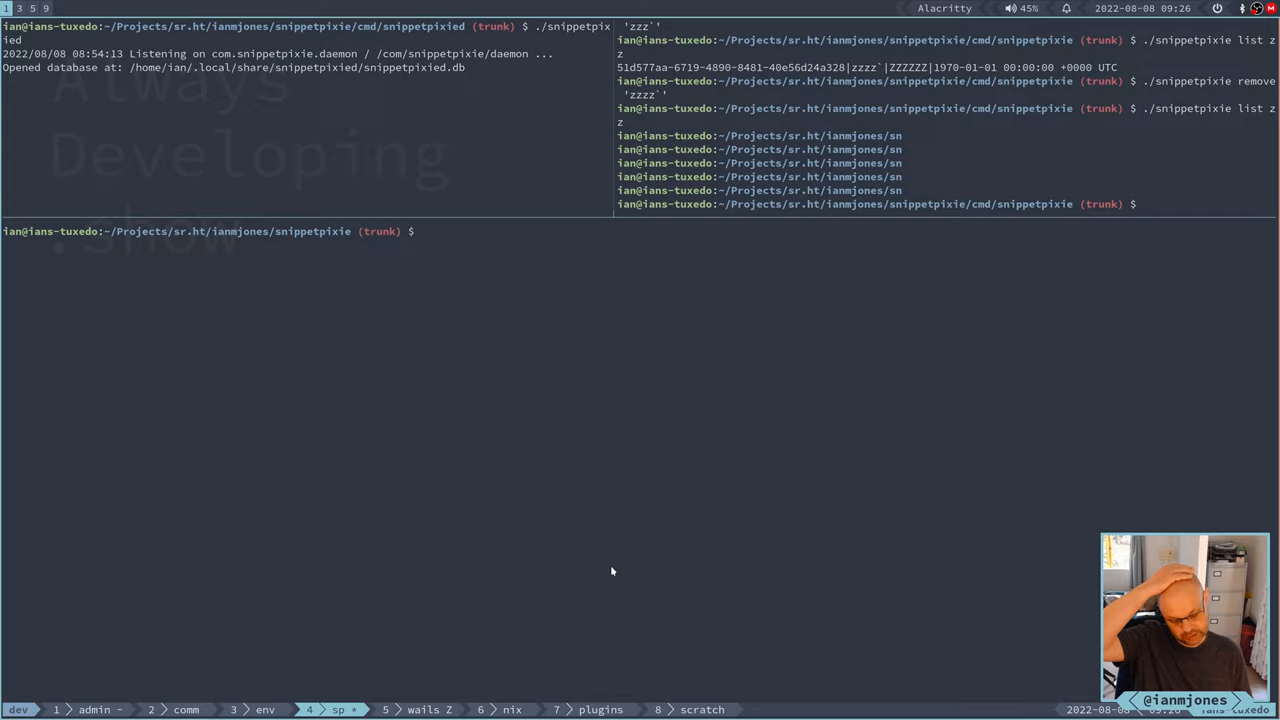 1 3 5 9 Alacritty 45% 2022-08-08 09:26
ian@ians-tuxedo:~/Projects/sr.ht/ianmjones/snippetpixie/cmd/snippetpixied (trunk) $ ./snippetpix
ied
2022/08/08 08:54:13 Listening on com.snippetpixie.daemon / /com/snippetpixie/daemon ...
Opened database at: /home/ian/.local/share/snippetpixied/snippetpixied.db
Always
Developing
.show
'zzz`'
ian@ians-tuxedo:~/Projects/sr.ht/ianmjones/snippetpixie/cmd/snippetpixie (trunk) $ ./snippetpixie list z
z
51d577aa-6719-4890-8481-40e56d24a328|zzzz`|ZZZZZZ|1970-01-01 00:00:00 +0000 UTC
ian@ians-tuxedo:~/Projects/sr.ht/ianmjones/snippetpixie/cmd/snippetpixie (trunk) $ ./snippetpixie remove
'zzzz`'
ian@ians-tuxedo:~/Projects/sr.ht/ianmjones/snippetpixie/cmd/snippetpixie (trunk) $ ./snippetpixie list z
z
ian@ians-tuxedo:~/Projects/sr.ht/ianmjones/sn
ian@ians-tuxedo:~/Projects/sr.ht/ianmjones/sn
ian@ians-tuxedo:~/Projects/sr.ht/ianmjones/sn
ian@ians-tuxedo:~/Projects/sr.ht/ianmjones/sn
ian@ians-tuxedo:~/Projects/sr.ht/ianmjones/sn
ian@ians-tuxedo:~/Projects/sr.ht/ianmjones/snippetpixie/cmd/snippetpixie (trunk) $
ian@ians-tuxedo:~/Projects/sr.ht/ianmjones/snippetpixie (trunk) $
@ianmjones
dev 1 admin - 2 comm 3 env 4 sp * 5 wails Z 6 nix 7 plugins 8 scratch 2022-08-08